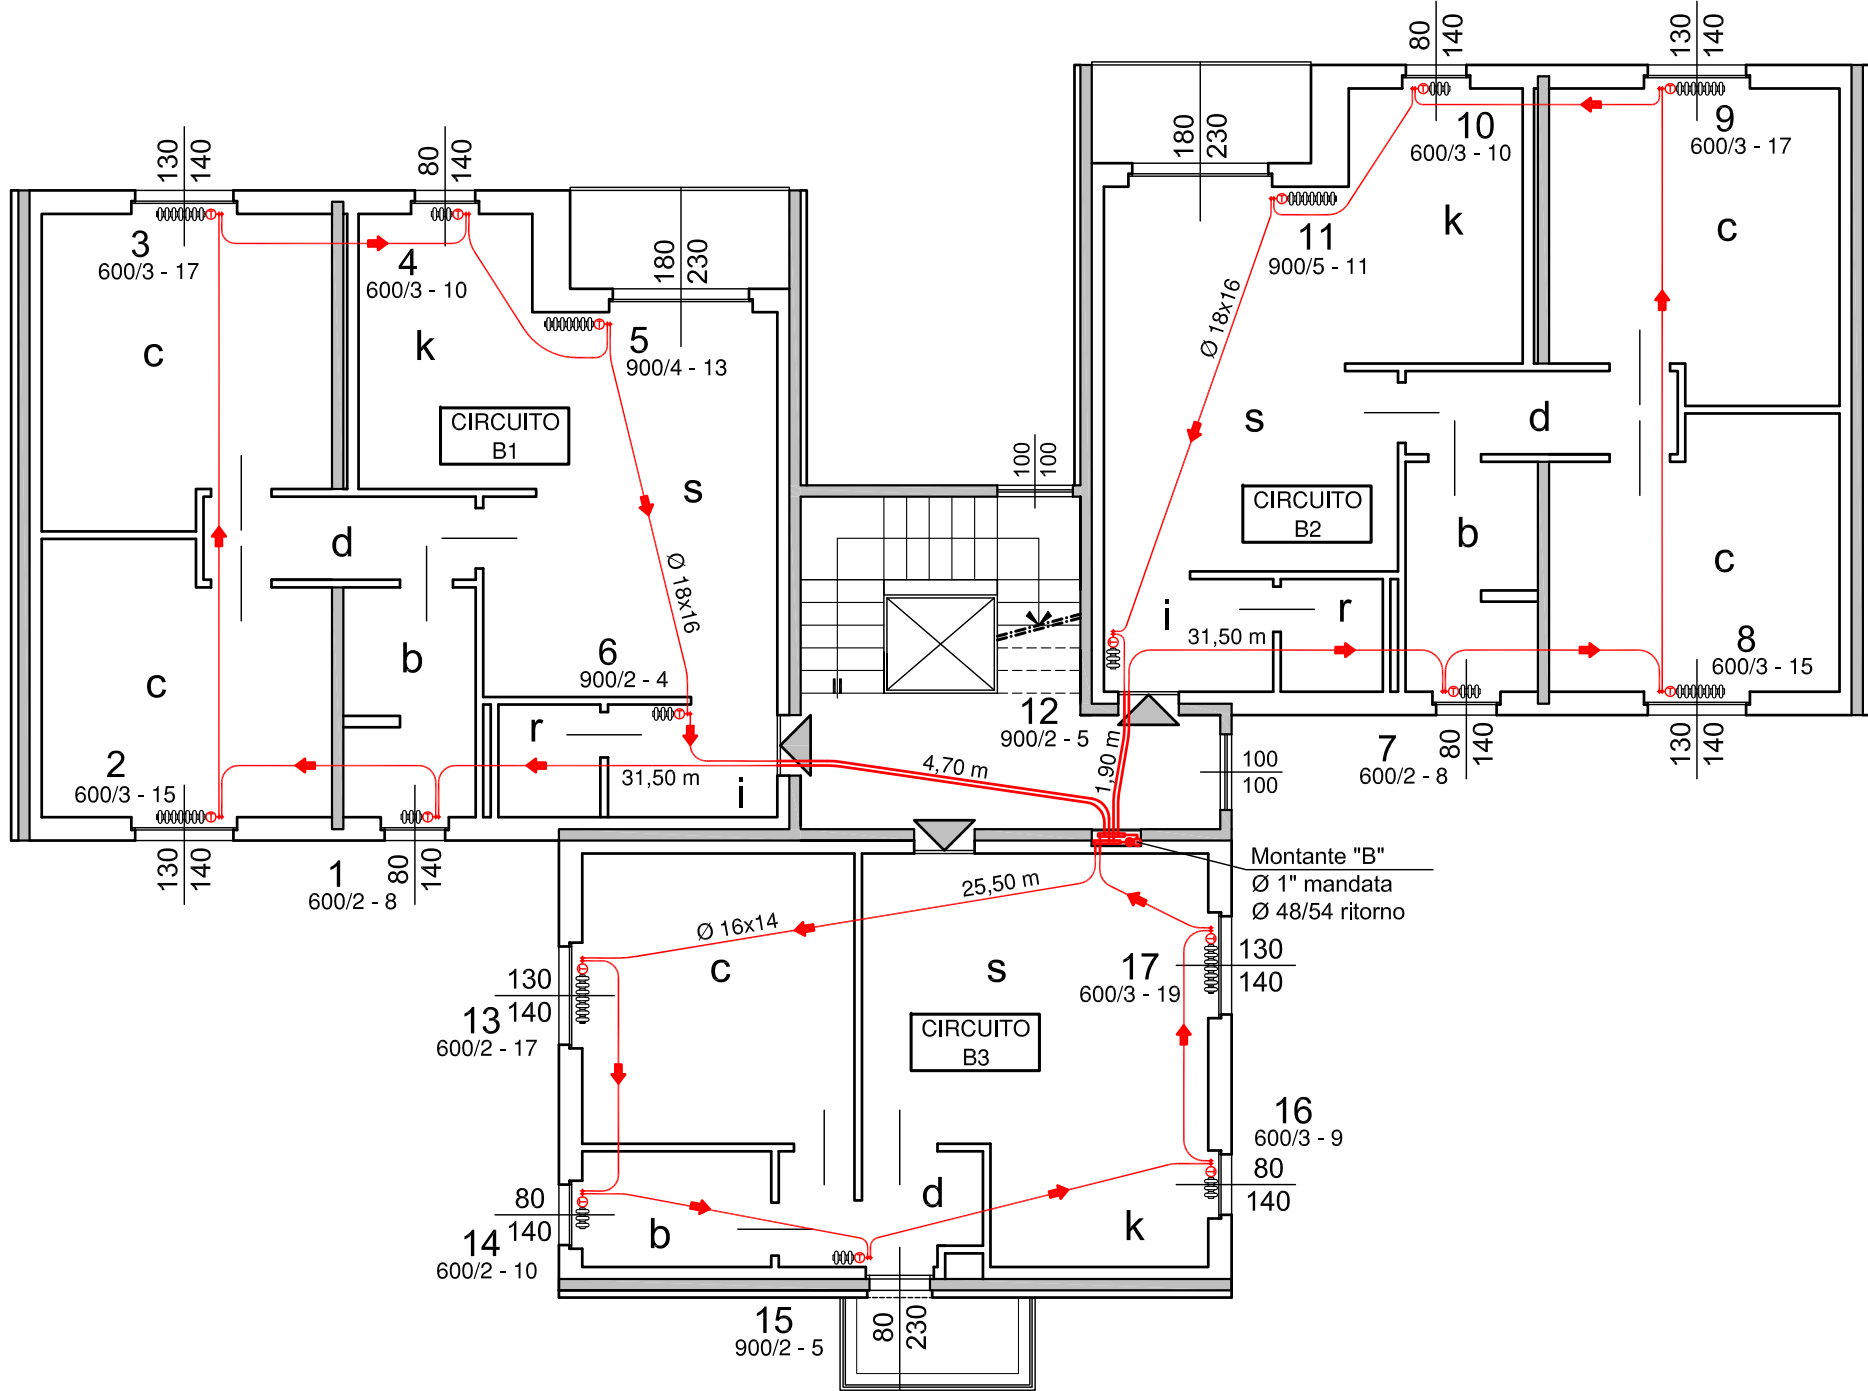 80
140
130
140
10
600/3 - 10
9
600/3 - 17
180
230
130
140
80
140
3
600/3 - 17
4
600/3 - 10
k
c
11
900/5 - 11
180
230
Ø 18x16
c
k
5
900/4 - 13
CIRCUITO
B1
s
s
d
100
100
CIRCUITO
B2
b
c
d
Ø 18x16
i
r
31,50 m
8
600/3 - 15
c
b
6
900/2 - 4
r
31,50 m
i
2
600/3 - 15
12
900/2 - 5
4,70 m
1,90 m
100
100
7
600/2 - 8
80
140
130
140
130
140
1
600/2 - 8
80
140
Montante "B"
Ø 1" mandata
Ø 48/54 ritorno
25,50 m
Ø 16x14
c
s
130
140
13
600/2 - 17
17
600/3 - 19
130
140
CIRCUITO
B3
16
600/3 - 9
80
140
80
140
14
600/2 - 10
b
d
k
15
900/2 - 5
80
230